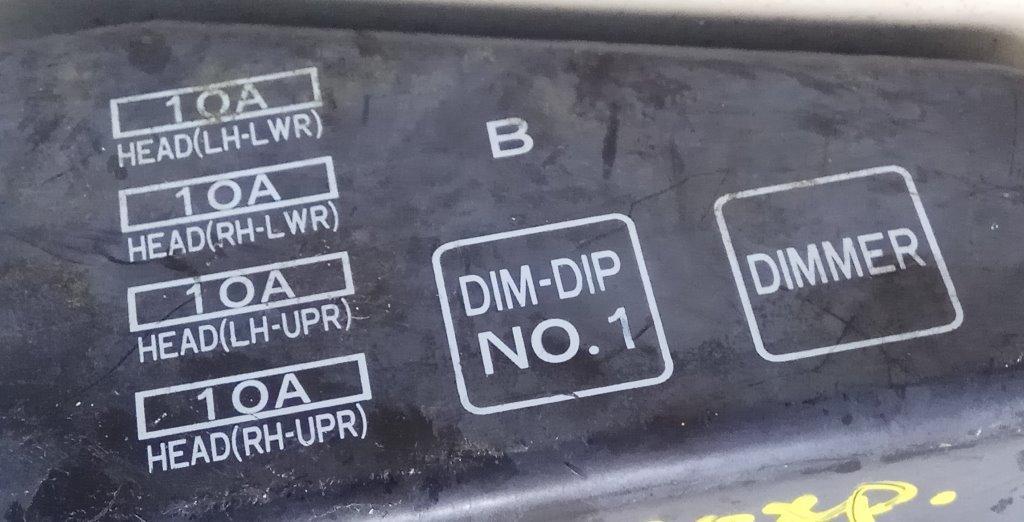 10A
HEAD(LH-LWR)
10A
HEAD(RH-LWR)
10A
HEAD(LH-UPR)
10A
HEAD(RH-UPR)
B
DIM-DIP
NO. 1
DIMMER